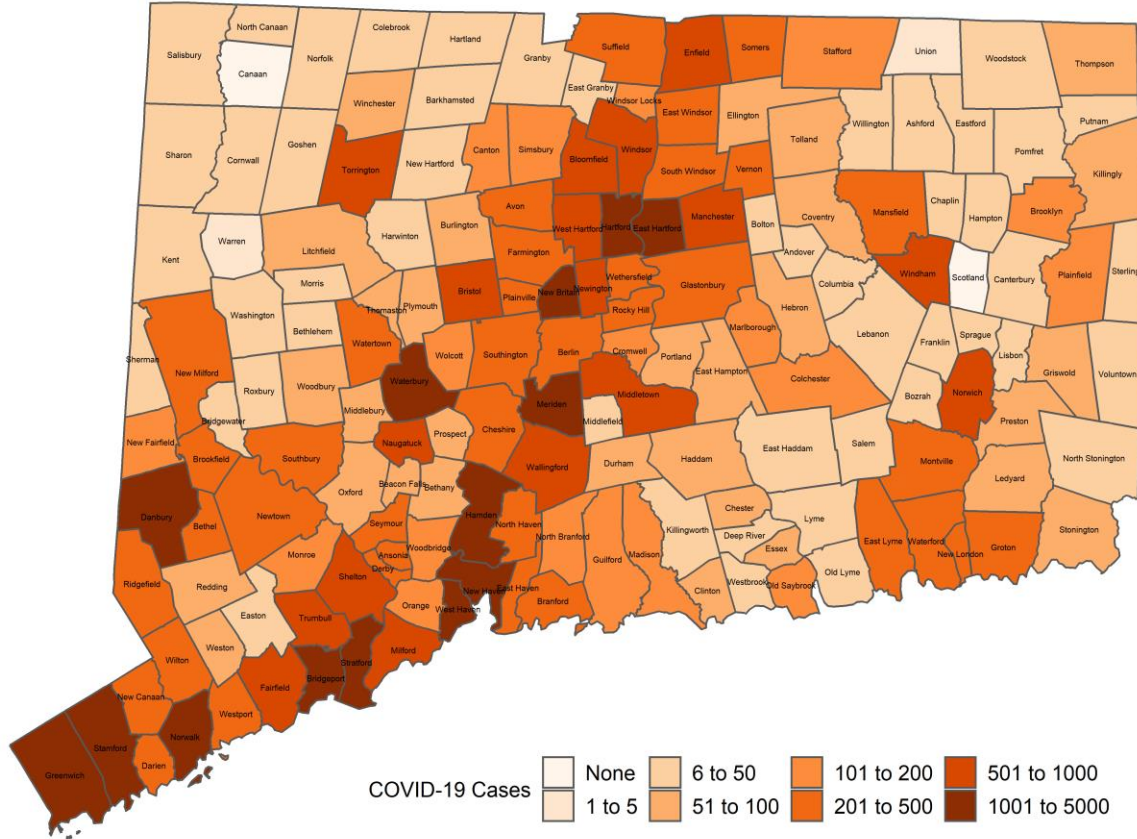 North Canaan
Colebrook
Hartland
Suffield
Enfield
Somers
Stafford
Union
Woodstock
Thompson
Salisbury
Canaan
Norfolk
Granby
East Granby
Windsor Locks
Winchester
Barkhamsted
East Windsor
Ellington
Willington
Ashford
Eastford
Putnam
Sharon
Cornwall
Goshen
Torrington
New Hartford
Canton
Simsbury
Bloomfield
Windsor
South Windsor
Vernon
Tolland
Pomfret
Killingly
Kent
Warren
Litchfield
Harwinton
Burlington
Avon
Farmington
West Hartford
Hartford
East Hartford
Manchester
Bolton
Coventry
Andover
Mansfield
Chaplin
Hampton
Brooklyn
Morris
Bristol
Plainville
New Britain
Newington
Wethersfield
Rocky Hill
Glastonbury
Hebron
Columbia
Windham
Scotland
Canterbury
Plainfield
Sterling
Sherman
New Milford
Washington
Bethlehem
Thomaston
Plymouth
Watertown
Wolcott
Southington
Berlin
Cromwell
Portland
East Hampton
Marlborough
Colchester
Lebanon
Franklin
Sprague
Lisbon
Griswold
Voluntown
Bridgewater
Roxbury
Woodbury
Middlebury
Waterbury
Cheshire
Meriden
Middlefield
Middletown
Bozrah
Norwich
Preston
New Fairfield
Brookfield
Southbury
Naugatuck
Prospect
Wallingford
Durham
Haddam
East Haddam
Salem
Montville
Ledyard
North Stonington
Danbury
Bethel
Newtown
Oxford
Beacon Falls
Bethany
Hamden
North Haven
North Branford
Guilford
Madison
Killingworth
Chester
Deep River
Essex
Lyme
East Lyme
Waterford
New London
Groton
Stonington
Ridgefield
Redding
Monroe
Seymour
Ansonia
Derby
Woodbridge
Clinton
Westbrook
Old Saybrook
Old Lyme
Easton
Shelton
Orange
West Haven
New Haven
East Haven
Branford
Wilton
Weston
Trumbull
Stratford
Milford
New Canaan
Westport
Fairfield
Bridgeport
Greenwich
Stamford
Darien
Norwalk
COVID-19 Cases
None
6 to 50
101 to 200
501 to 1000
1 to 5
51 to 100
201 to 500
1001 to 5000